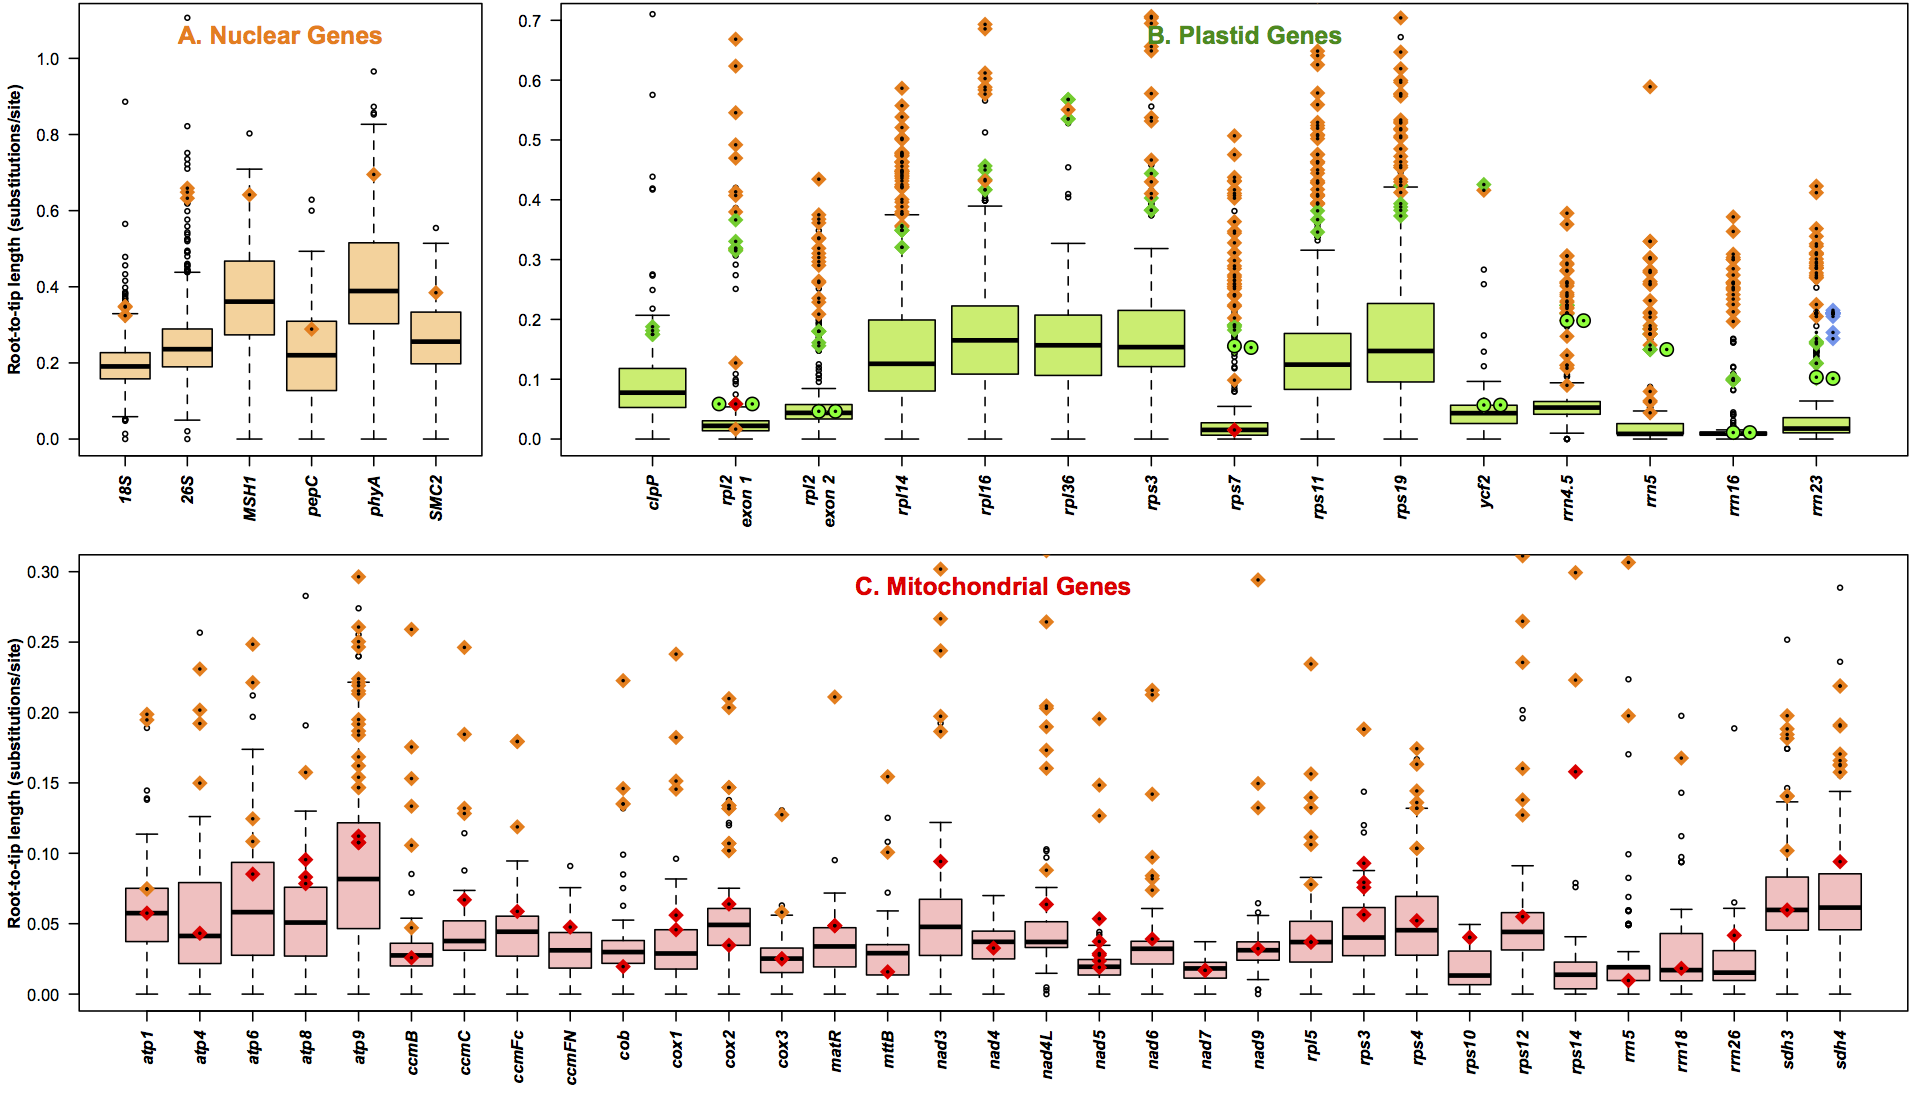 A. Nuclear Genes
Root-to-tip length (substitutions/site)
1.0
0.8
0.6
0.4
0.2
0.0
18S
26S
MSH1
pepC
phyA
SMC2
B. Plastid Genes
0.7
0.6
0.5
0.4
0.3
0.2
0.1
0.0
clpP
rpl2
exon 1
rpl2
exon 2
rpl14
rpl16
rpl36
rps3
rps7
rps11
rps19
ycf2
rrn4.5
rrn5
rrn16
rrn23
C. Mitochondrial Genes
Root-to-tip length (substitutions/site)
0.30
0.25
0.20
0.15
0.10
0.05
0.00
atp1
atp4
atp6
atp8
atp9
ccmB
ccmC
ccmFc
ccmFN
cob
cox1
cox2
cox3
matR
mttB
nad3
nad4
nad4L
nad5
nad6
nad7
nad9
rpl5
rps3
rps4
rps10
rps12
rps14
rrn5
rrn18
rrn26
sdh3
sdh4